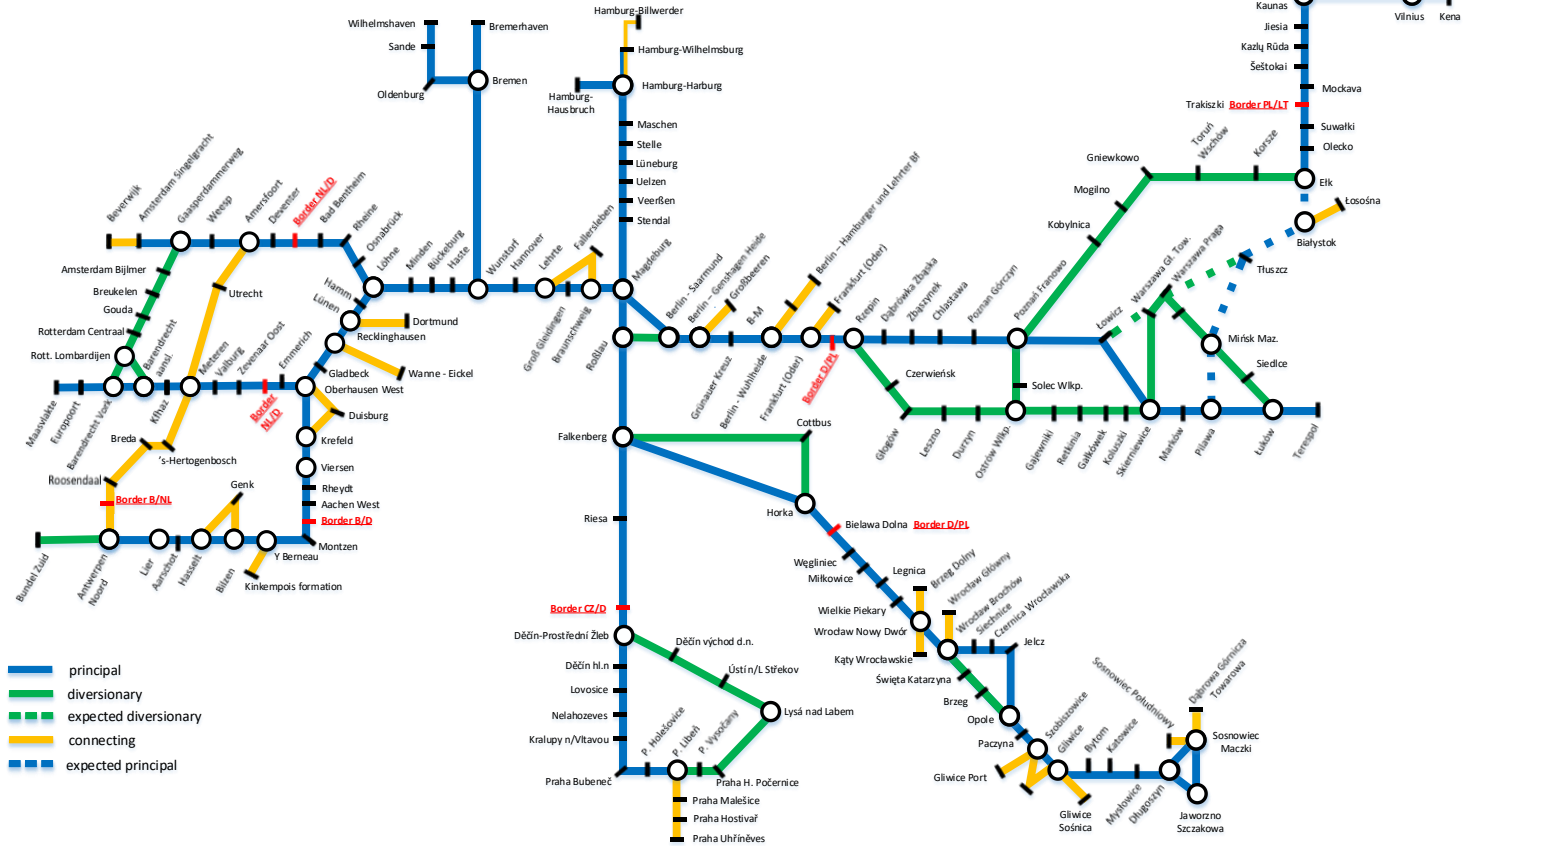 Kaunas
Vilnius
Kena
Jiesia
Kazlų Rūda
Šeštokai
Mockava
Trakiszki
Border PL/LT
Suwałki
Olecko
Ełk
Łosośna
Białystok
Wilhelmshaven
Sande
Oldenburg
Bremerhaven
Bremen
Hamburg-Billwerder
Hamburg-Wilhelmsburg
Hamburg-Harburg
Hamburg-
Hausbruch
Maschen
Stelle
Lüneburg
Uelzen
Veerßen
Stendal
Magdeburg
Beverwijk
Amsterdam Singelgracht
Gaasperdammerweg
Weesp
Amersfoort
Deventer
Border NL/D
Bad Bentheim
Rheine
Osnabrück
Löhne
Minden
Bückeburg
Haste
Wunstorf
Hannover
Lehrte
Fallersleben
Groß Gleidingen
Braunschweig
Amsterdam Bijlmer
Breukelen
Gouda
Rotterdam Centraal
Rott. Lombardijen
Barendrecht
aansl.
Utrecht
Meteren
Valburg
Zevenaar Oost
Emmerich
Hamm
Lünen
Dortmund
Recklinghausen
Wanne - Eickel
Gladbeck
Oberhausen West
Duisburg
Krefeld
Viersen
Rheydt
Aachen West
Border B/D
Montzen
Maasvlakte
Europoort
Barendrecht Vork
Kfhaz
Border
NL/D
Breda
's-Hertogenbosch
Roosendaal
Border B/NL
Genk
Bundel Zuid
Antwerpen
Noord
Lier
Aarschot
Hasselt
Bilzen
Y Berneau
Kinkempois formation
Roßlau
Berlin - Saarmund
Berlin – Genshagen Heide
Großbeeren
Grünauer Kreuz
B-M
Berlin - Wuhlheide
Berlin – Hamburger und Lehrter Bf
Frankfurt (Oder)
Frankfurt (Oder)
Border D/PL
Rzepin
Dąbrówka Zbąska
Zbąszynek
Chlastawa
Poznań Górczyn
Poznań Franowo
Kobylnica
Mogilno
Gniewkowo
Toruń
Wschów
Korsze
Łowicz
Warszawa Gł. Tow.
Warszawa Praga
Tłuszcz
Mińsk Maz.
Siedlce
Czerwieńsk
Głogów
Leszno
Durzyn
Solec Wlkp.
Ostrów Wlkp.
Gajewniki
Retkinia
Gałkówek
Koluszki
Skierniewice
Marków
Pilawa
Łuków
Terespol
Falkenberg
Cottbus
Horka
Bielawa Dolna
Border D/PL
Węgliniec
Miłkowice
Legnica
Wielkie Piekary
Wrocław Nowy Dwór
Kąty Wrocławskie
Brzeg Dolny
Wrocław Główny
Wrocław Brochów
Siechnice
Czernica Wrocławska
Jelcz
Święta Katarzyna
Brzeg
Opole
Paczyna
Szobiszowice
Gliwice
Bytom
Katowice
Gliwice Port
Gliwice
Sośnica
Mysłowice
Długoszyn
Sosnowiec Południowy
Dąbrowa Górnicza
Towarowa
Sosnowiec
Maczki
Jaworzno
Szczakowa
Riesa
Border CZ/D
Děčín-Prostřední Žleb
Děčín východ d.n.
Ústí n/L Střekov
Lysá nad Labem
Děčín hl.n
Lovosice
Nelahozeves
Kralupy n/Vltavou
Praha Bubeneč
P. Holešovice
P. Libeň
P. Vysočany
Praha H. Počernice
Praha Malešice
Praha Hostivař
Praha Uhříněves
principal
diversionary
expected diversionary
connecting
expected principal